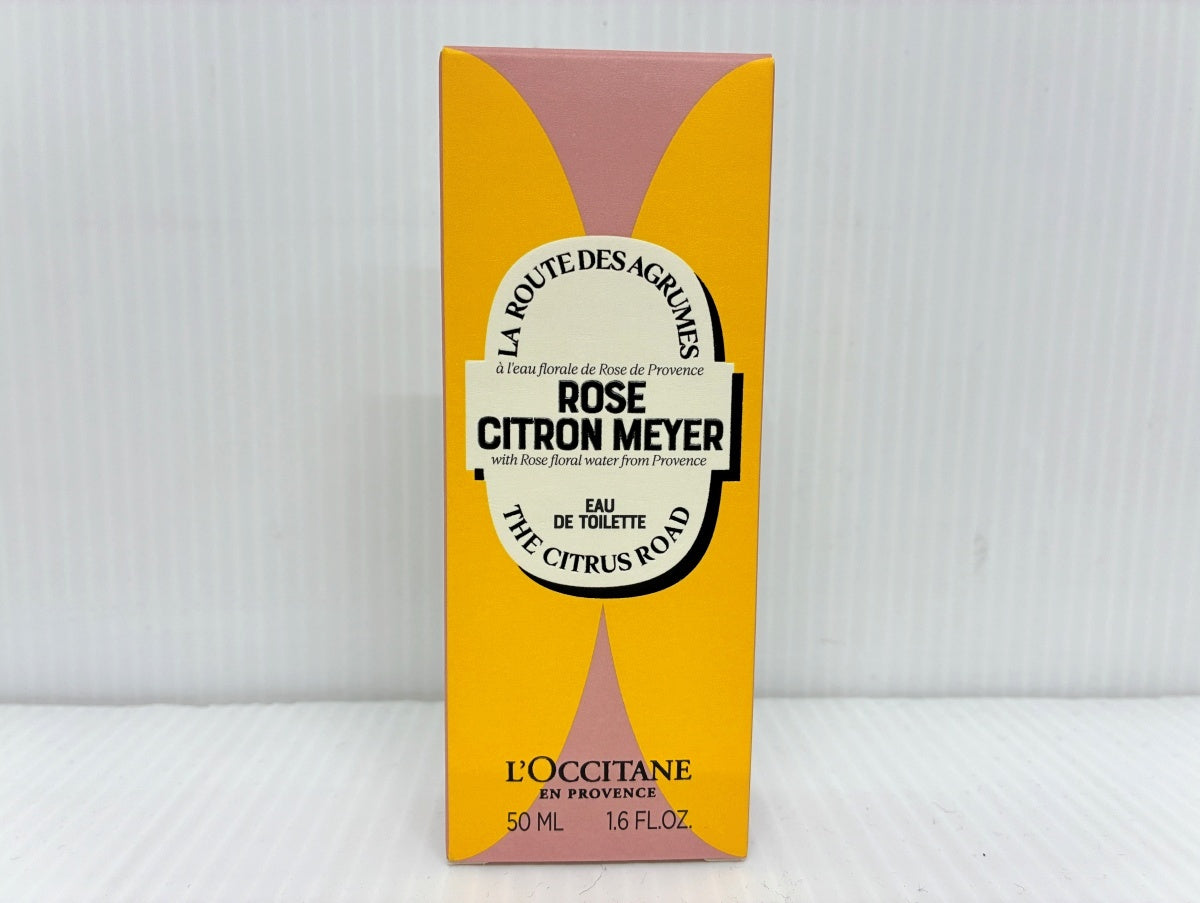 LA ROUTE DES AGRUMES
à l'eau florale de Rose de Provence
ROSE
CITRON MEYER
with Rose floral water from Provence
EAU
DE TOILETTE
THE CITRUS ROAD
L'OCCITANE
EN PROVENCE
50 ML 1.6 FL.OZ.